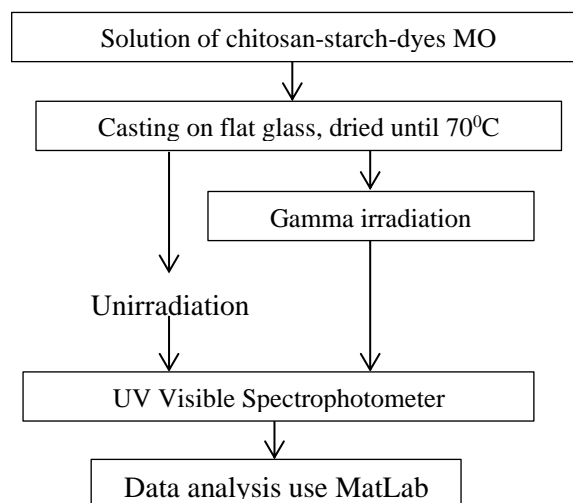 Solution of chitosan-starch-dyes MO
Casting on flat glass, dried until 70⁰C
Gamma irradiation
Unirradiation
UV Visible Spectrophotometer
Data analysis use MatLab